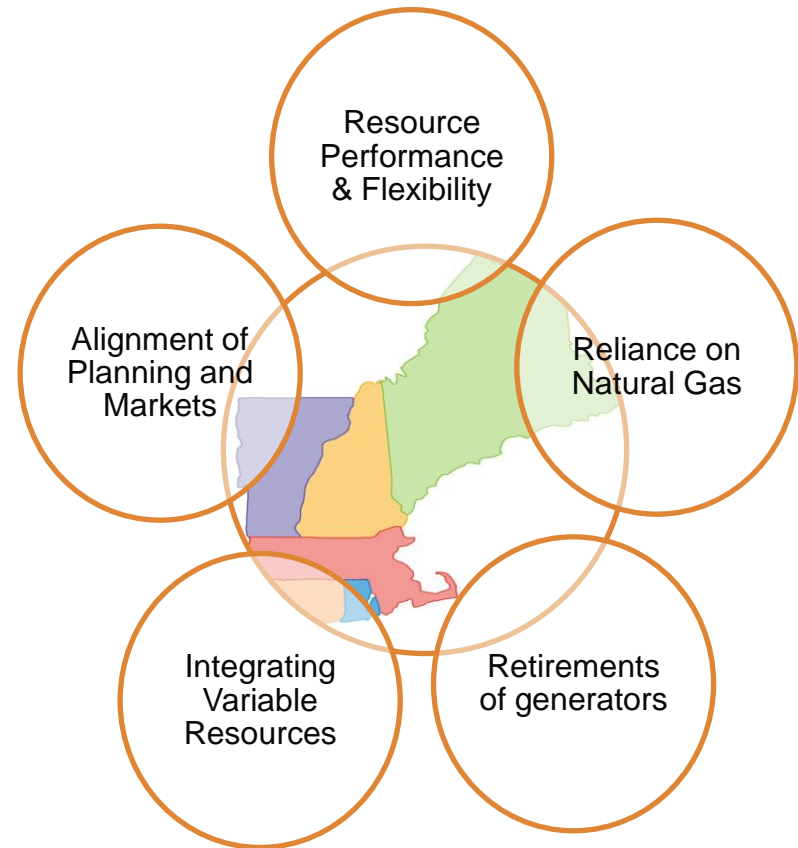 Resource
Performance
& Flexibility
Alignment of
Planning and
Markets
Reliance on
Natural Gas
Integrating
Variable
Resources
Retirements
of generators